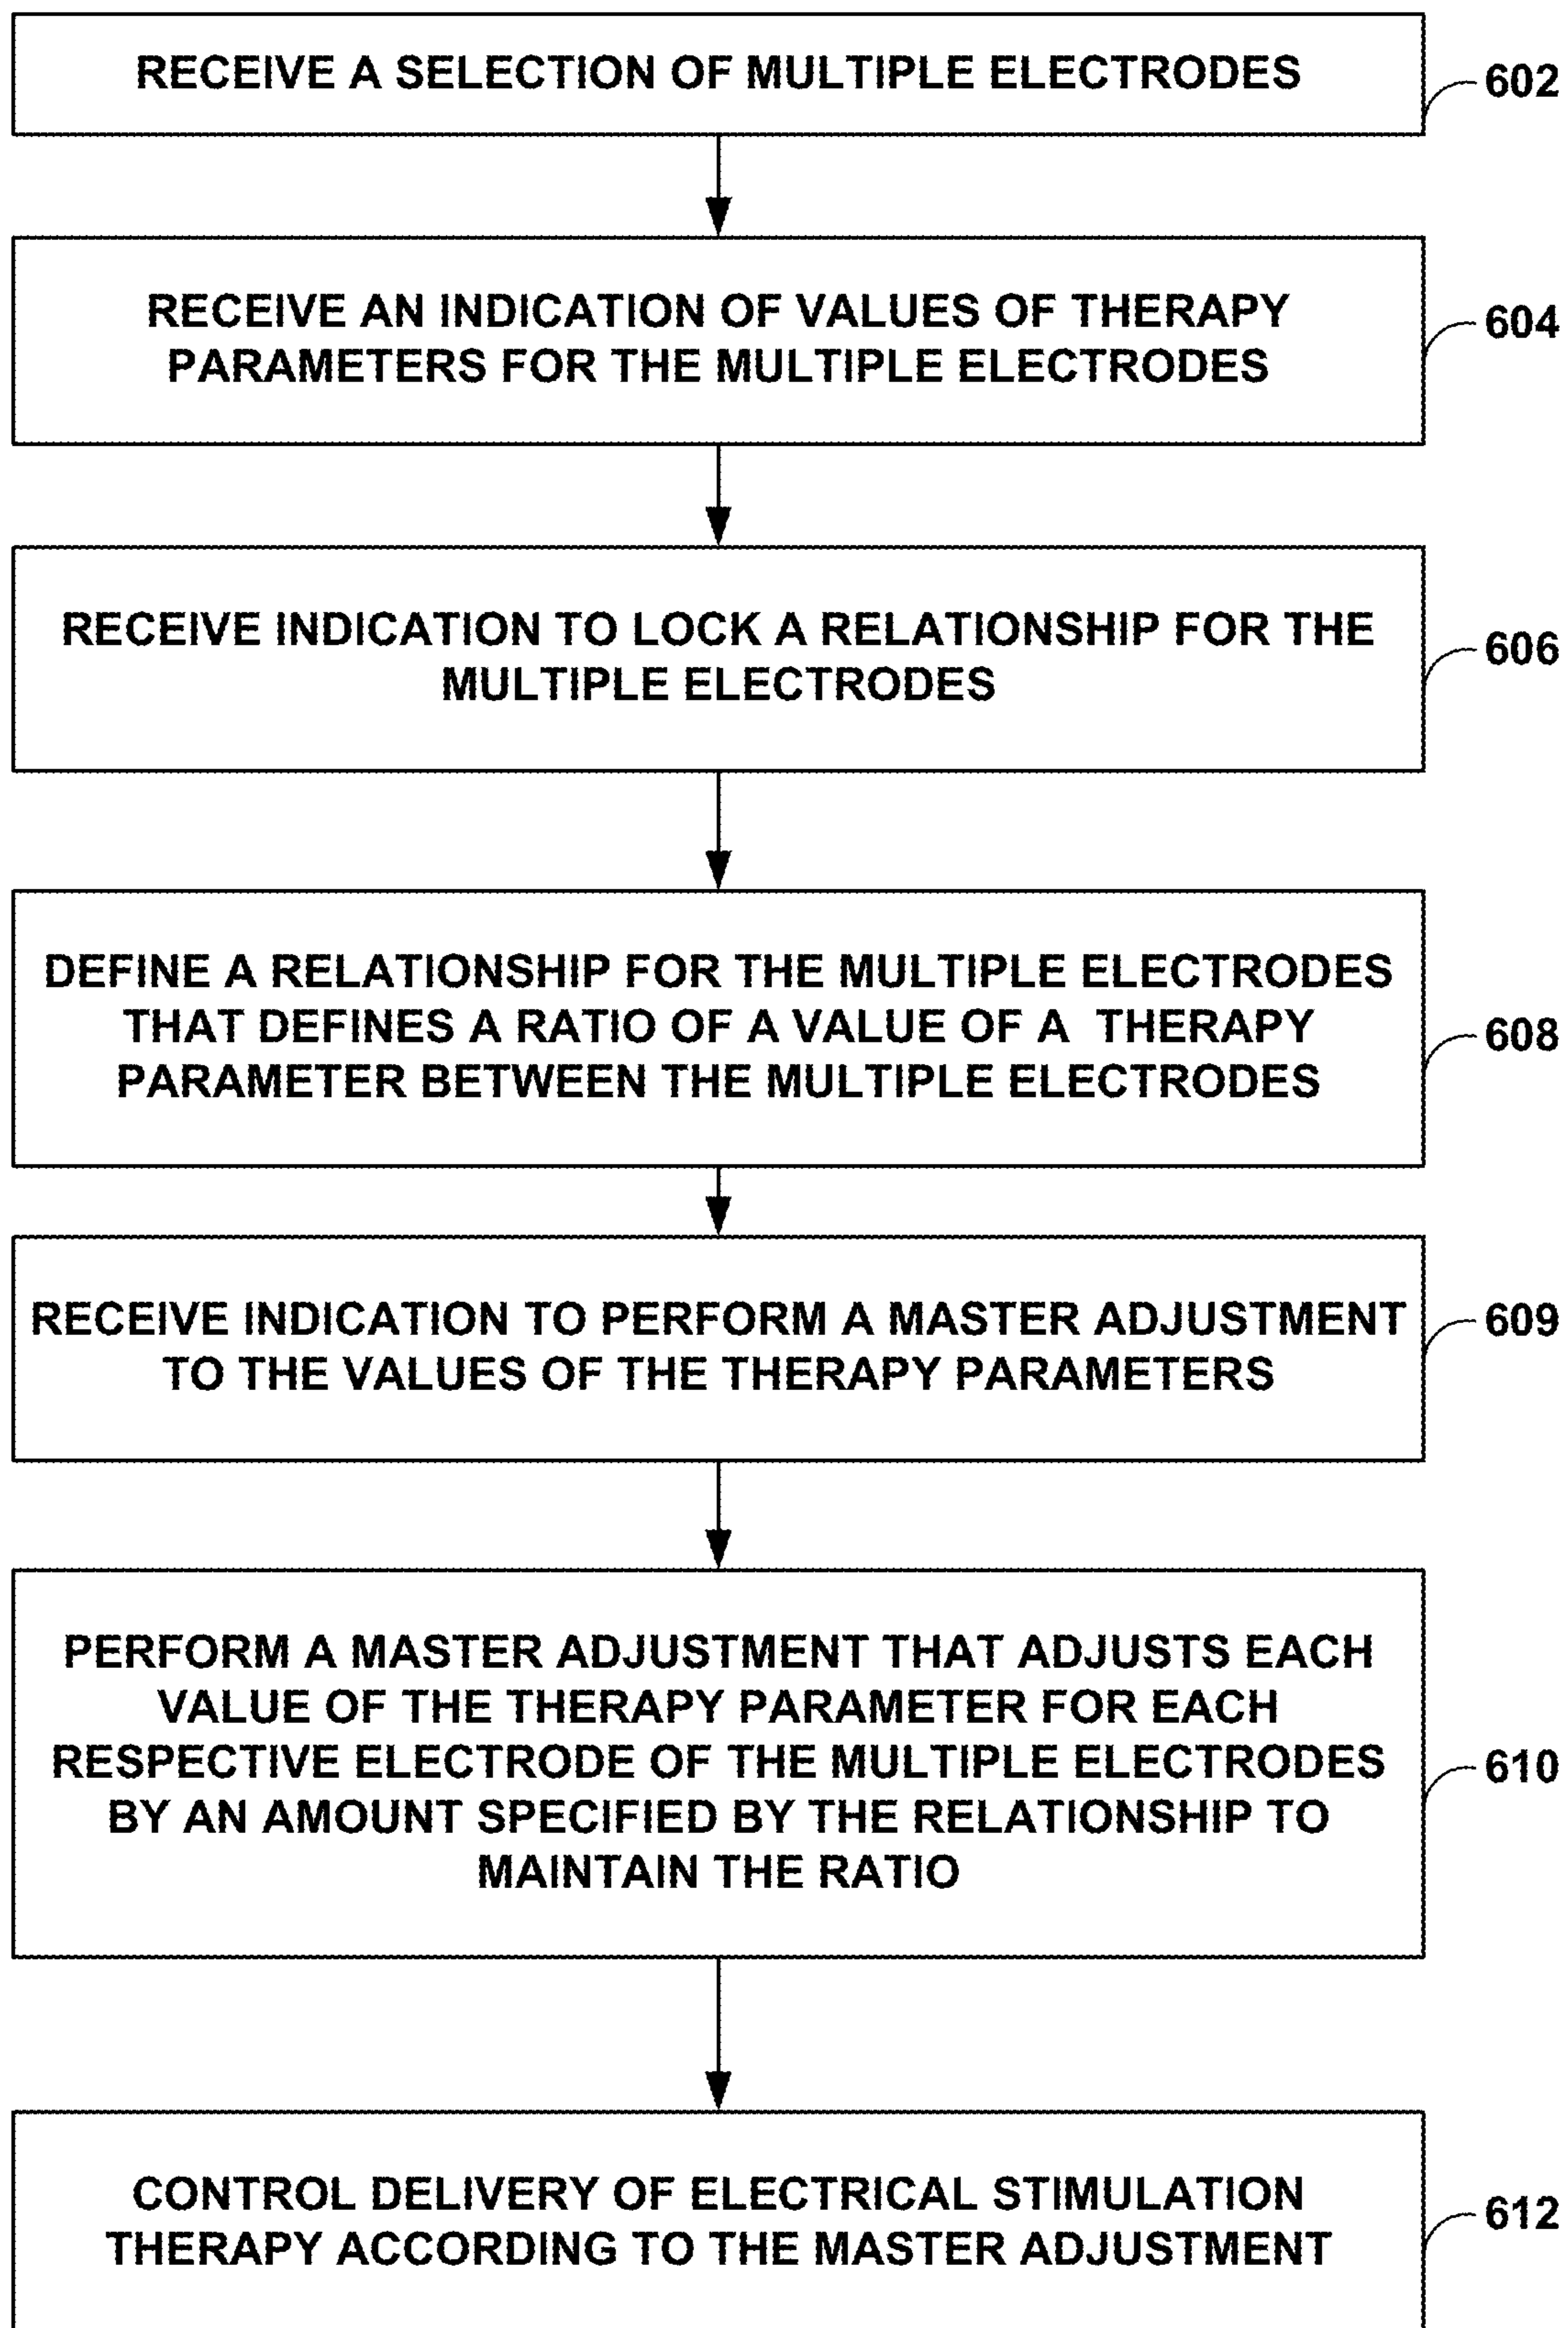 RECEIVE A SELECTION OF MULTIPLE ELECTRODES
602
RECEIVE AN INDICATION OF VALUES OF THERAPY
PARAMETERS FOR THE MULTIPLE ELECTRODES
604
RECEIVE INDICATION TO LOCK A RELATIONSHIP FOR THE
MULTIPLE ELECTRODES
606
DEFINE A RELATIONSHIP FOR THE MULTIPLE ELECTRODES
THAT DEFINES A RATIO OF A VALUE OF A THERAPY
PARAMETER BETWEEN THE MULTIPLE ELECTRODES
608
RECEIVE INDICATION TO PERFORM A MASTER ADJUSTMENT
TO THE VALUES OF THE THERAPY PARAMETERS
609
PERFORM A MASTER ADJUSTMENT THAT ADJUSTS EACH
VALUE OF THE THERAPY PARAMETER FOR EACH
RESPECTIVE ELECTRODE OF THE MULTIPLE ELECTRODES
BY AN AMOUNT SPECIFIED BY THE RELATIONSHIP TO
MAINTAIN THE RATIO
610
CONTROL DELIVERY OF ELECTRICAL STIMULATION
THERAPY ACCORDING TO THE MASTER ADJUSTMENT
612